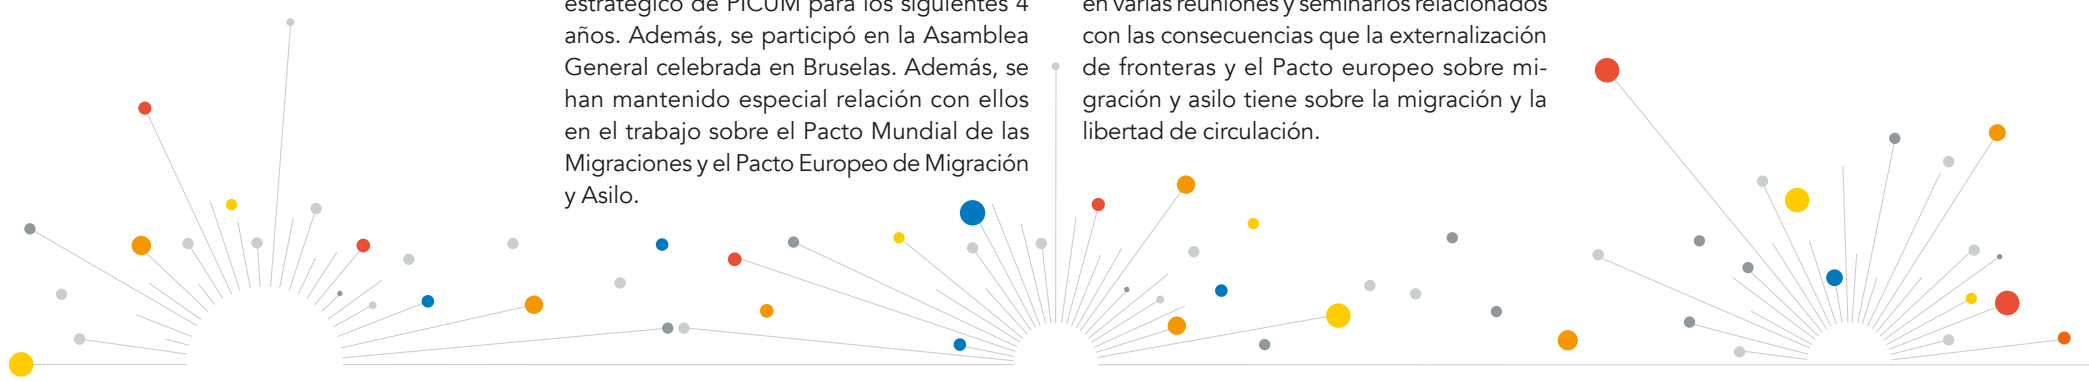 estratégico de PICUM para los siguientes 4
años. Además, se participó en la Asamblea
General celebrada en Bruselas. Además, se
han mantenido especial relación con ellos
en el trabajo sobre el Pacto Mundial de las
Migraciones y el Pacto Europeo de Migración
y Asilo.
en varias reuniones y seminarios relacionados
con las consecuencias que la externalización
de fronteras y el Pacto europeo sobre mi-
gración y asilo tiene sobre la migración y la
libertad de circulación.